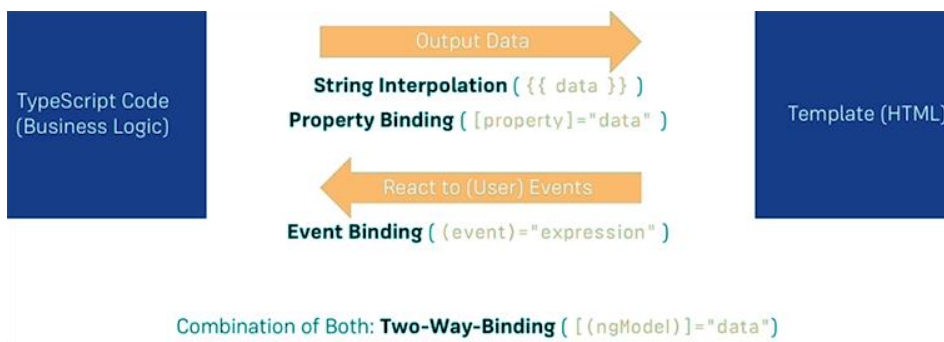 Output Data
String Interpolation ( {{ data }} )
TypeScript Code
(Business Logic)
Property Binding ( [property]="data" )
Template (HTML)
React to (User) Events
Event Binding ( (event)="expression" )
Combination of Both: Two-Way-Binding ( [(ngModel)]="data")